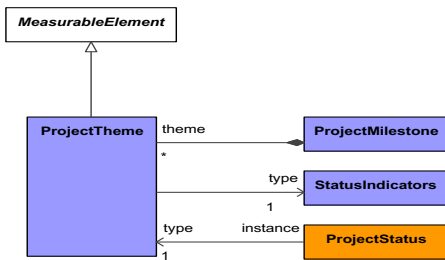 MeasurableElement
ProjectTheme
theme
*
ProjectMilestone
type
1
StatusIndicators
type
1
instance
ProjectStatus